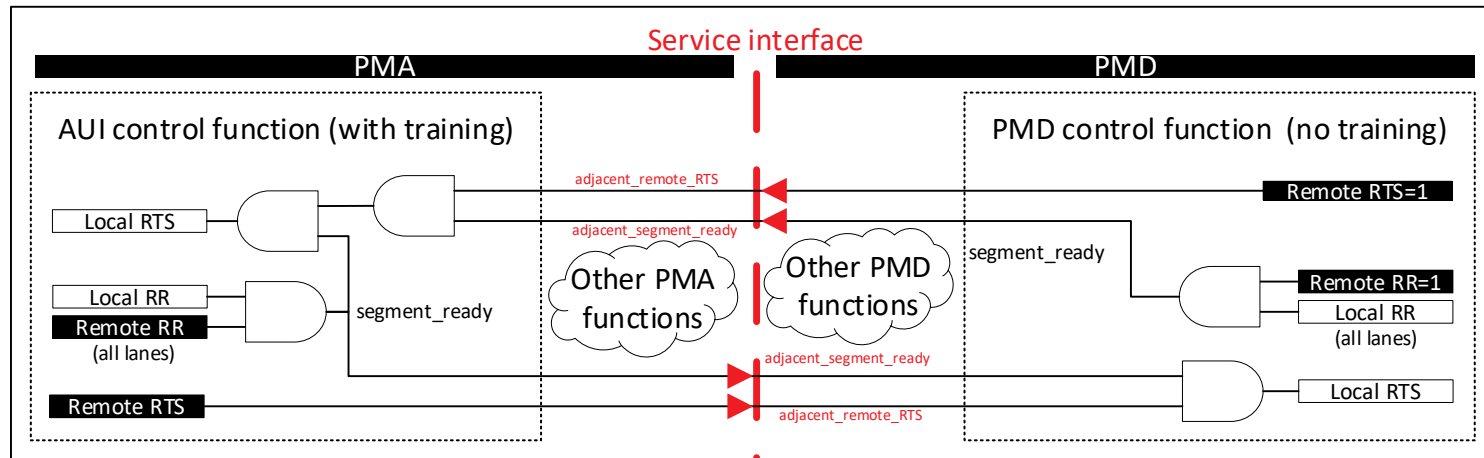 Service interface
PMA
PMD
AUI control function (with training)
PMD control function (no training)
adjacent_remote_RTS
Remote RTS=1
Local RTS
adjacent_segment_ready
segment_ready
Other PMA
functions
Other PMD
functions
Local RR
Remote RR
(all lanes)
segment_ready
Remote RR=1
Local RR
(all lanes)
adjacent_segment_ready
Local RTS
Remote RTS
adjacent_remote_RTS